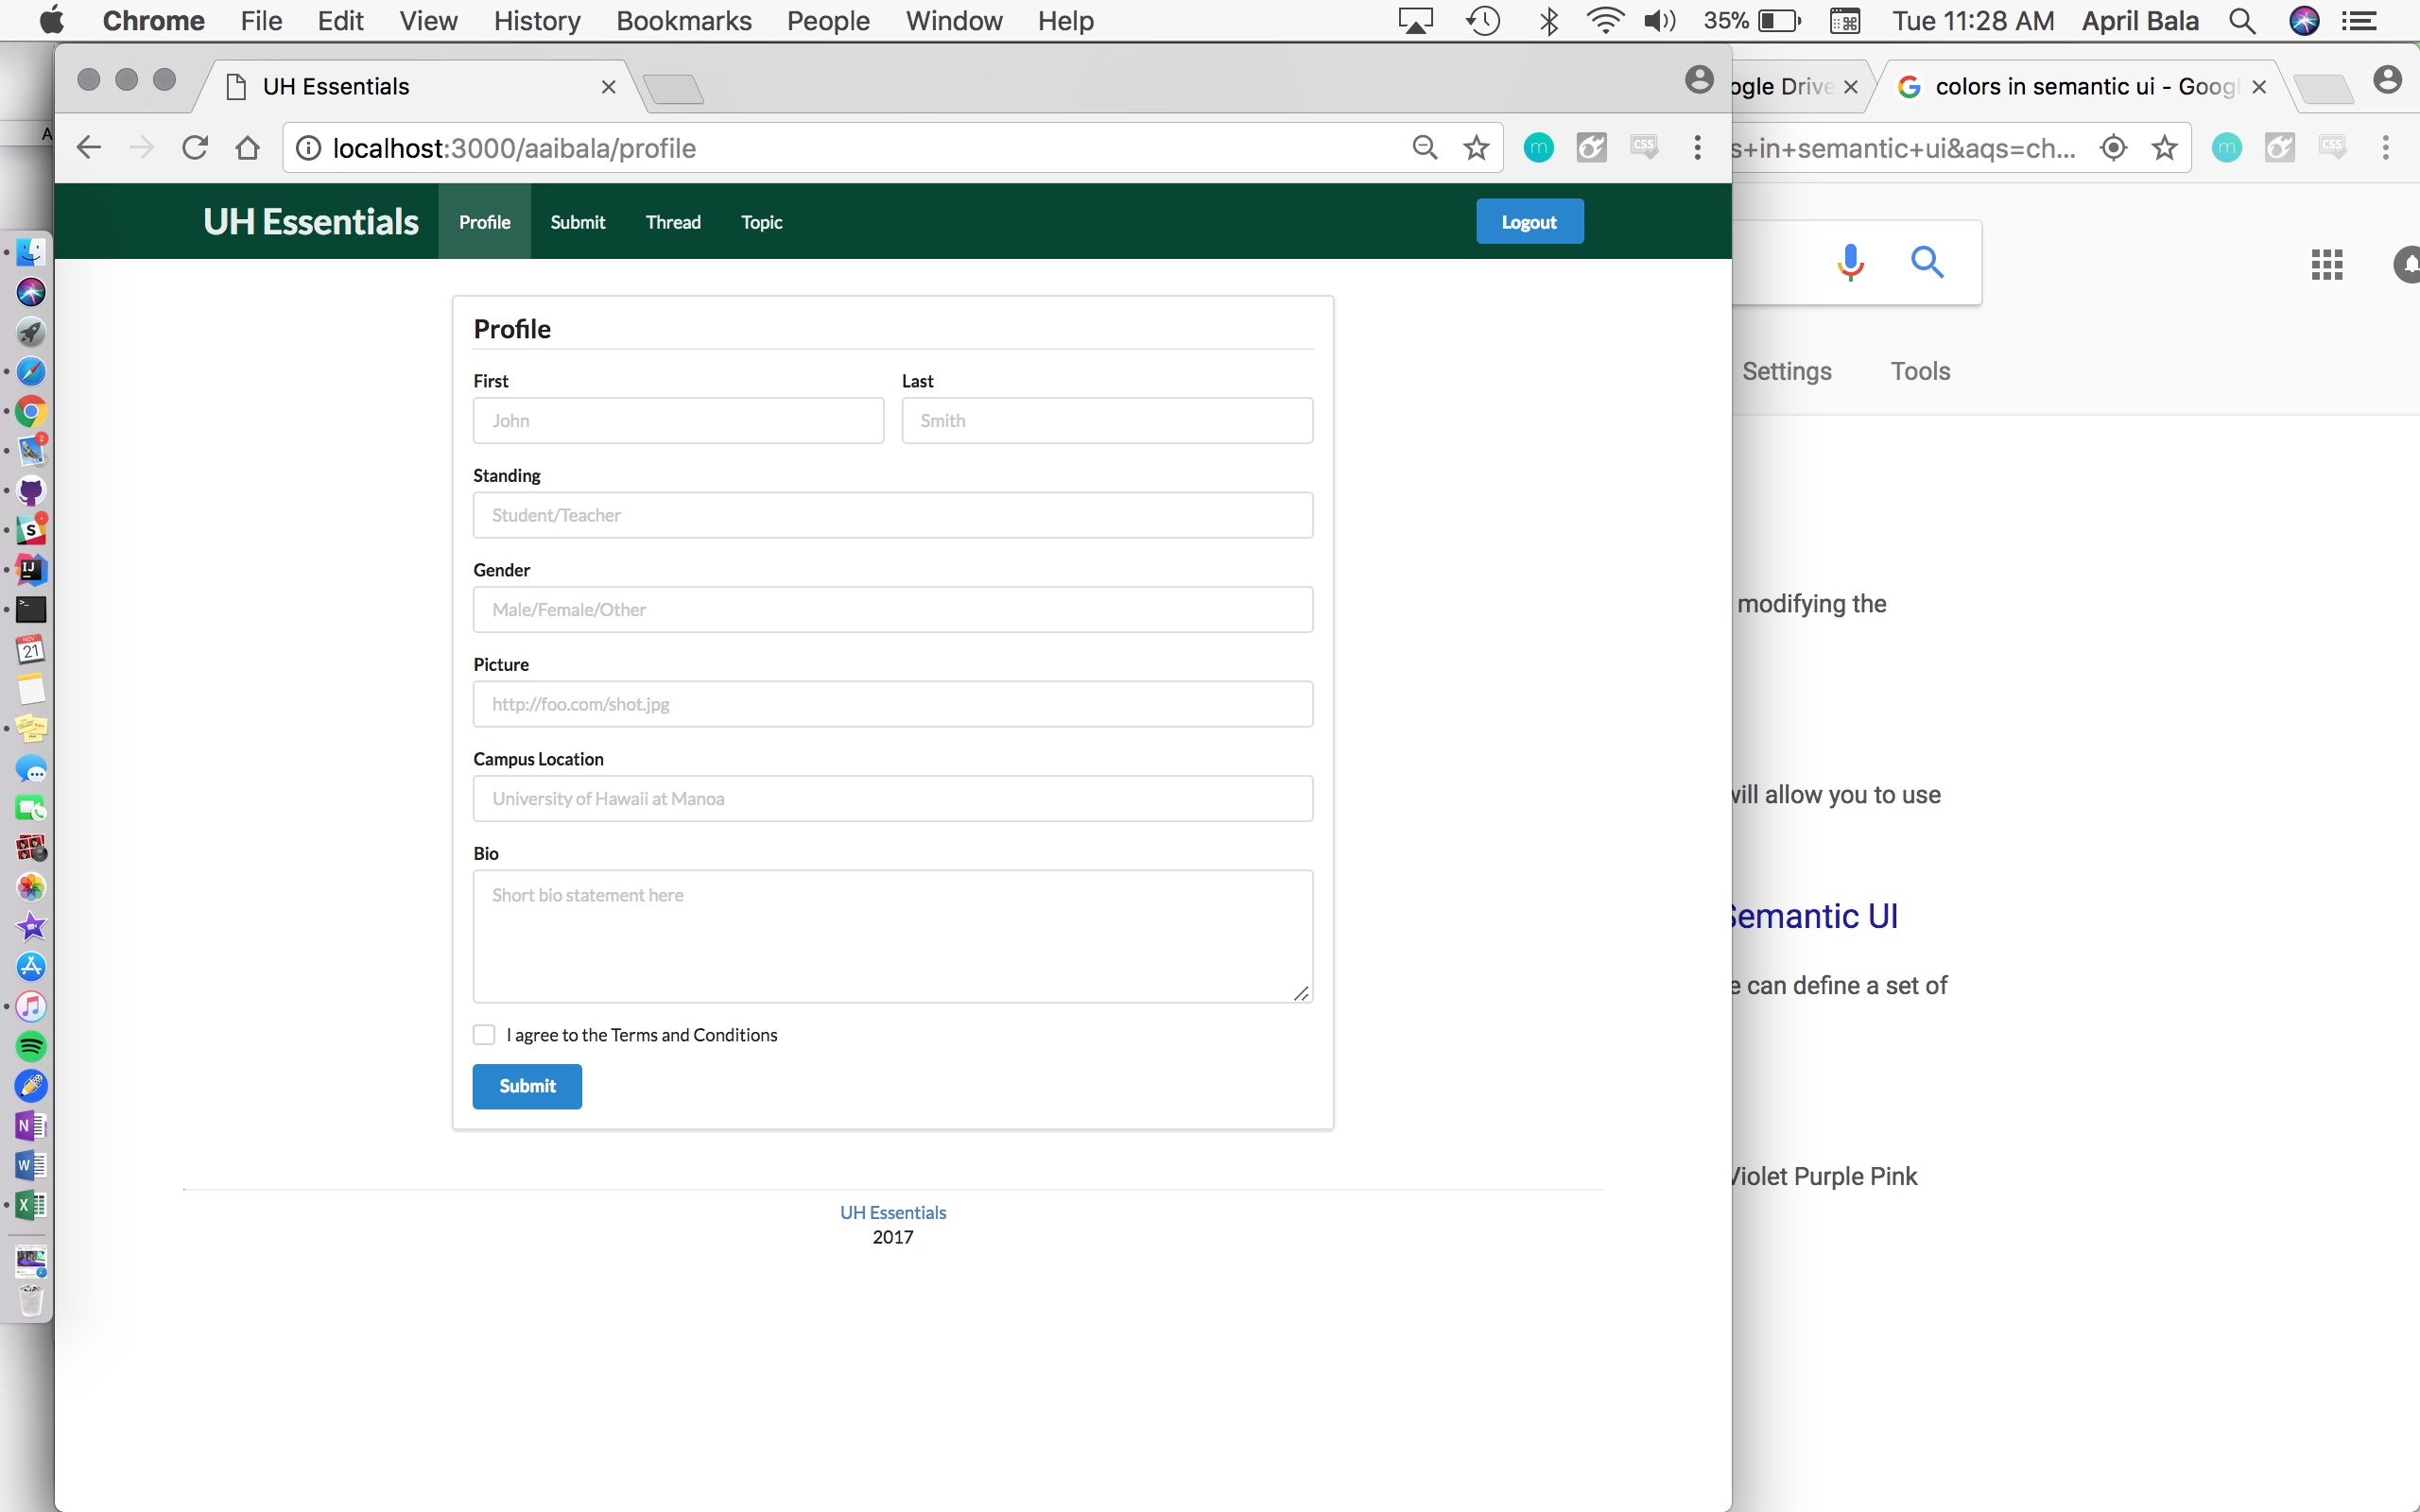 Chrome File Edit View History Bookmarks People Window Help 35% Tue 11:28 AM April Bala
UH Essentials
ogle Drive
colors in semantic ui - Googl
A
localhost:3000/aaibala/profile
s+in+semantic+ui&aqs=ch...
UH Essentials Profile Submit Thread Topic Logout
Settings Tools
Profile
First Last
John Smith
Standing
Student/Teacher
Gender
Male/Female/Other
modifying the
Picture
http://foo.com/shot.jpg
Campus Location
University of Hawaii at Manoa
will allow you to use
Bio
Short bio statement here
Semantic UI
e can define a set of
I agree to the Terms and Conditions
Submit
Violet Purple Pink
UH Essentials
2017
NOV
21